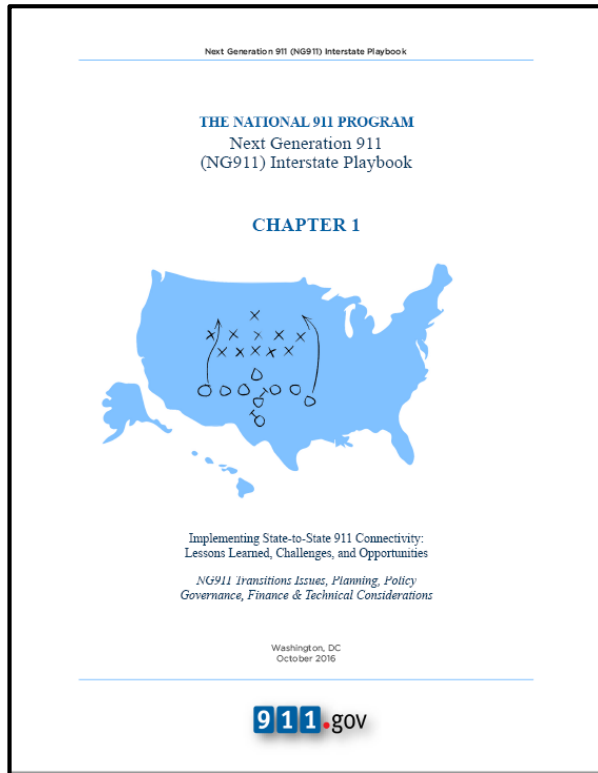 Next Generation 911 (NG911) Interstate Playbook
THE NATIONAL 911 PROGRAM
Next Generation 911
(NG911) Interstate Playbook
CHAPTER 1
Implementing State-to-State 911 Connectivity:
Lessons Learned, Challenges, and Opportunities
NG911 Transitions Issues, Planning, Policy
Governance, Finance & Technical Considerations
Washington, DC
October 2016
911.gov